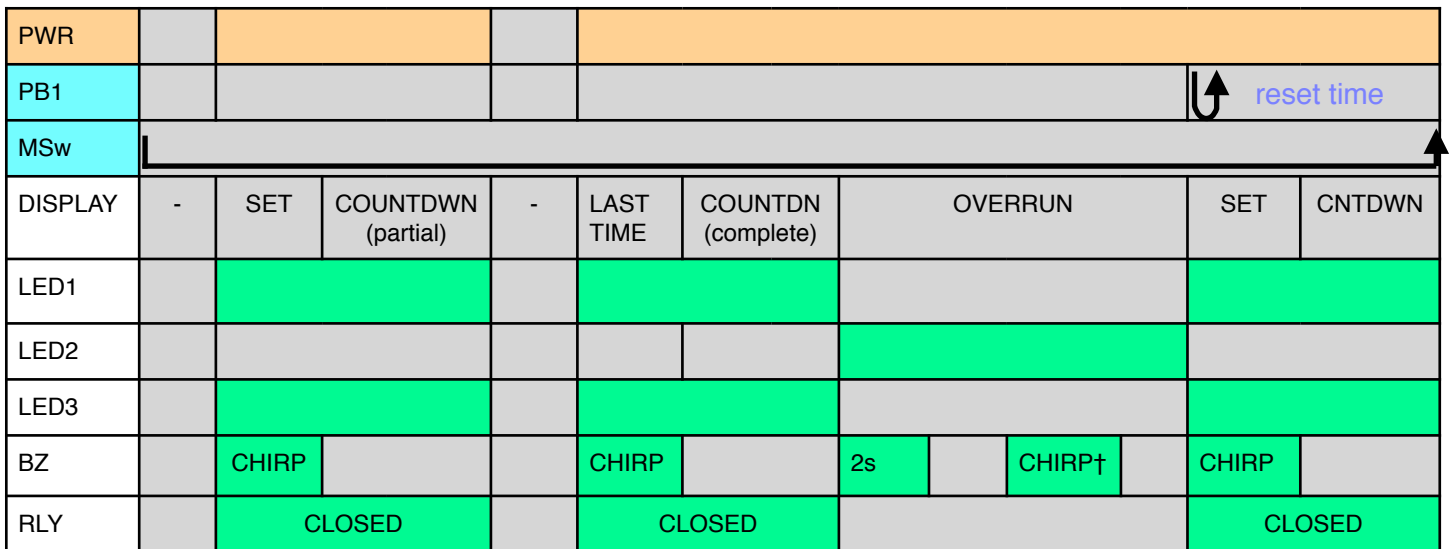 PWR
PB1
reset time
MSw
DISPLAY - SET COUNTDWN - LAST COUNTDN OVERRUN SET CNTDWN
(partial) TIME (complete)
LED1
LED2
LED3
BZ CHIRP CHIRP 2s CHIRP† CHIRP
RLY CLOSED CLOSED CLOSED